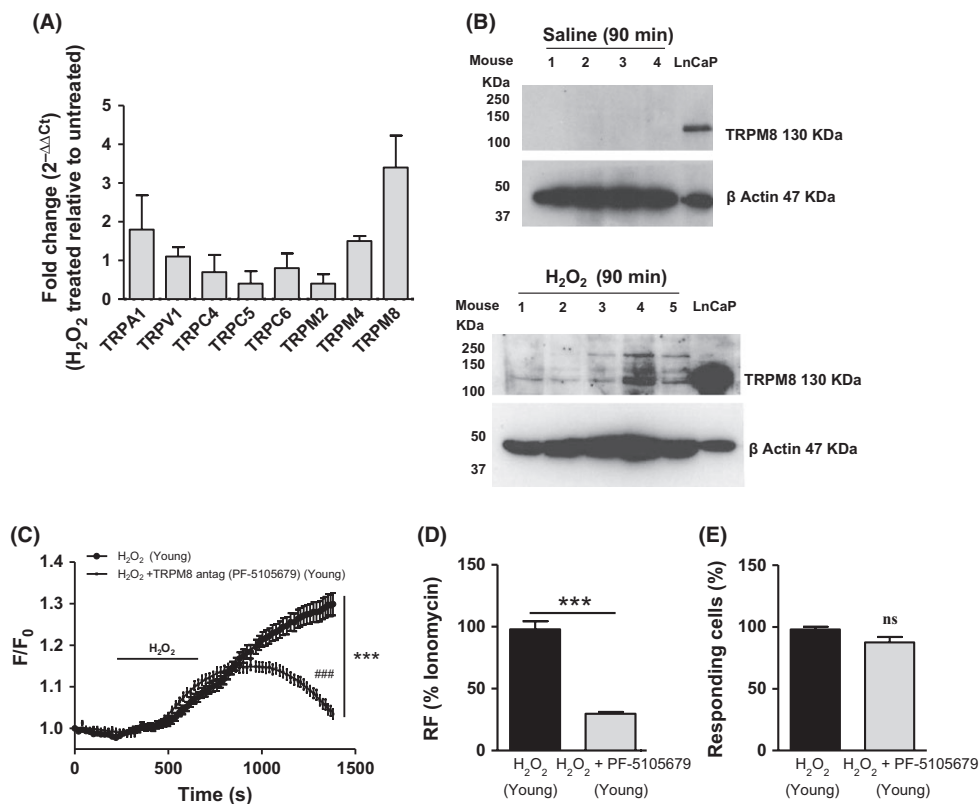 (A)
Fold change (2−ΔΔCt)
(H2O2 treated relative to untreated)
5
4
3
2
1
0
TRPA1
TRPV1
TRPC4
TRPC5
TRPC6
TRPM2
TRPM4
TRPM8
(B)
Saline (90 min)
Mouse 1 2 3 4 LnCaP
KDa
250
150
100
TRPM8 130 KDa
50
37
β Actin 47 KDa
H2O2 (90 min)
Mouse 1 2 3 4 5 LnCaP
KDa
250
150
100
TRPM8 130 KDa
50
37
β Actin 47 KDa
(C)
H2O2 (Young)
H2O2 +TRPM8 antag (PF-5105679) (Young)
F/F0
1.4
1.3
1.2
1.1
1.0
H2O2
###
***
0 500 1000 1500
Time (s)
(D)
RF (% Ionomycin)
150
100
50
0
***
H2O2 H2O2 + PF-5105679
(Young) (Young)
(E)
Responding cells (%)
150
100
50
0
ns
H2O2 H2O2 + PF-5105679
(Young) (Young)